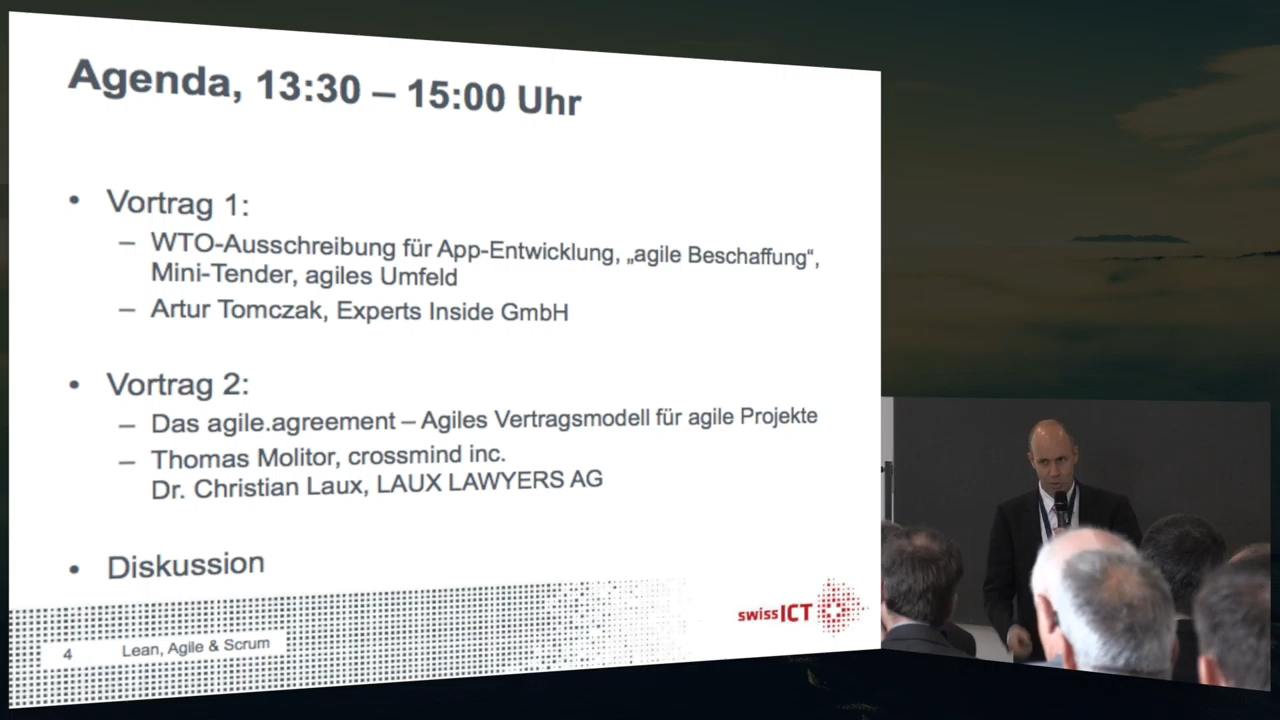 Agenda, 13:30 – 15:00 Uhr
• Vortrag 1:
– WTO-Ausschreibung für App-Entwicklung, „agile Beschaffung“,
Mini-Tender, agiles Umfeld
– Artur Tomczak, Experts Inside GmbH
• Vortrag 2:
– Das agile.agreement – Agiles Vertragsmodell für agile Projekte
– Thomas Molitor, crossmind inc.
Dr. Christian Laux, LAUX LAWYERS AG
• Diskussion
swissICT
4 Lean, Agile & Scrum